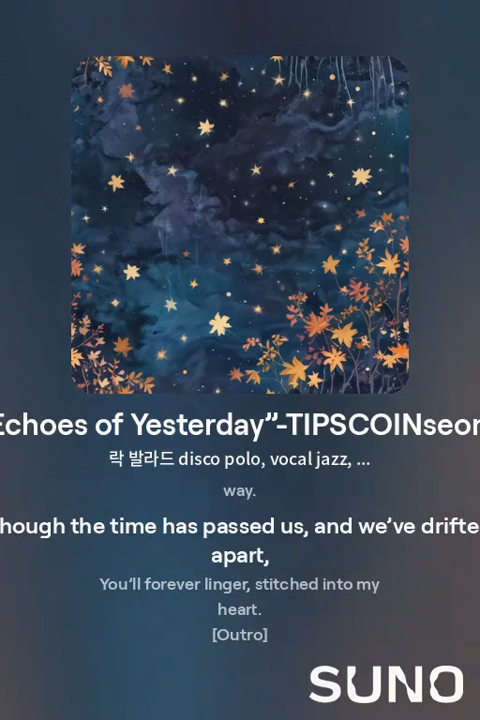 Echoes of Yesterday”-TIPSCOINseon
락 발라드 disco polo, vocal jazz, ...
way.
hough the time has passed us, and we’ve drifte
apart,
You’ll forever linger, stitched into my
heart.
[Outro]
SUNO